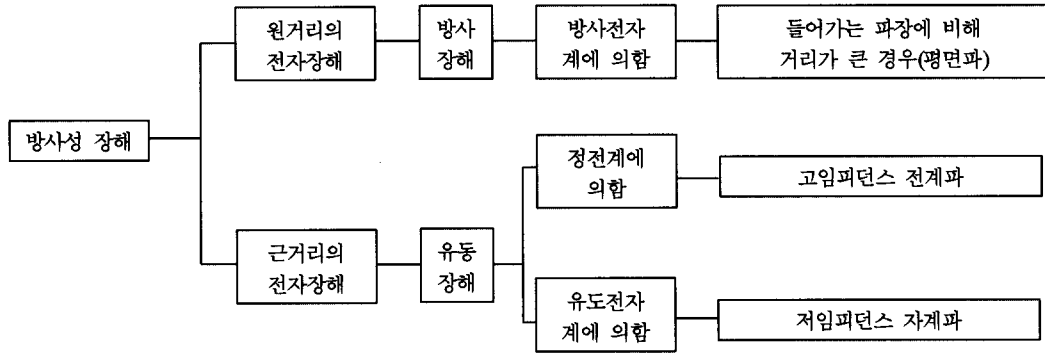 원거리의
전자장해
방사
장해
방사전자
계에 의함
들어가는 파장에 비해
거리가 큰 경우(평면파)
방사성 장해
정전계에
의함
고임피던스 전계파
근거리의
전자장해
유동
장해
유도전자
계에 의함
저임피던스 자계파